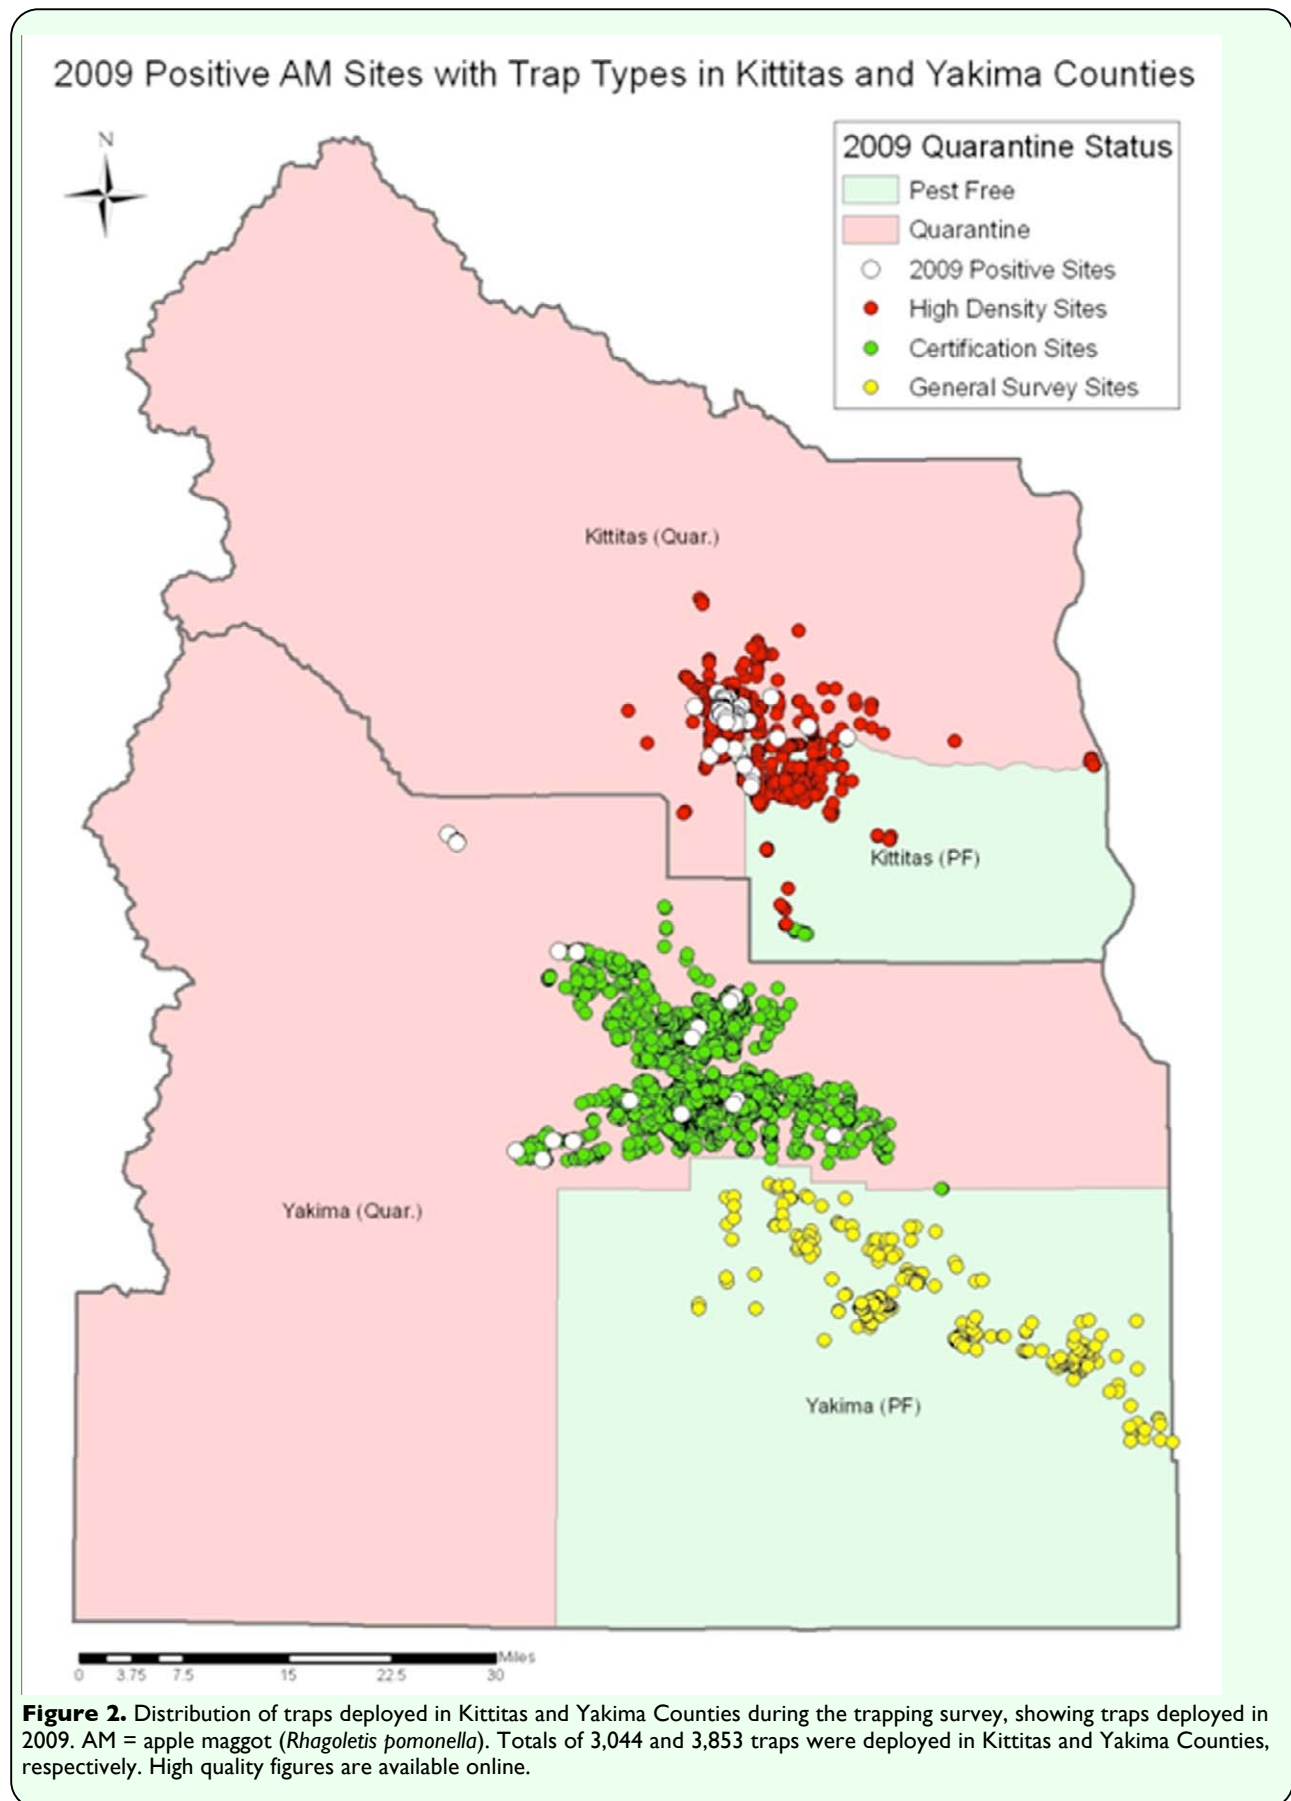 2009 Positive AM Sites with Trap Types in Kittitas and Yakima Counties
N
2009 Quarantine Status
Pest Free
Quarantine
2009 Positive Sites
High Density Sites
Certification Sites
General Survey Sites
Kittitas (Quar.)
Kittitas (PF)
Yakima (Quar.)
Yakima (PF)
Miles
0 3.75 7.5 15 22.5 30
Figure 2. Distribution of traps deployed in Kittitas and Yakima Counties during the trapping survey, showing traps deployed in
2009. AM = apple maggot (Rhagoletis pomonella). Totals of 3,044 and 3,853 traps were deployed in Kittitas and Yakima Counties,
respectively. High quality figures are available online.